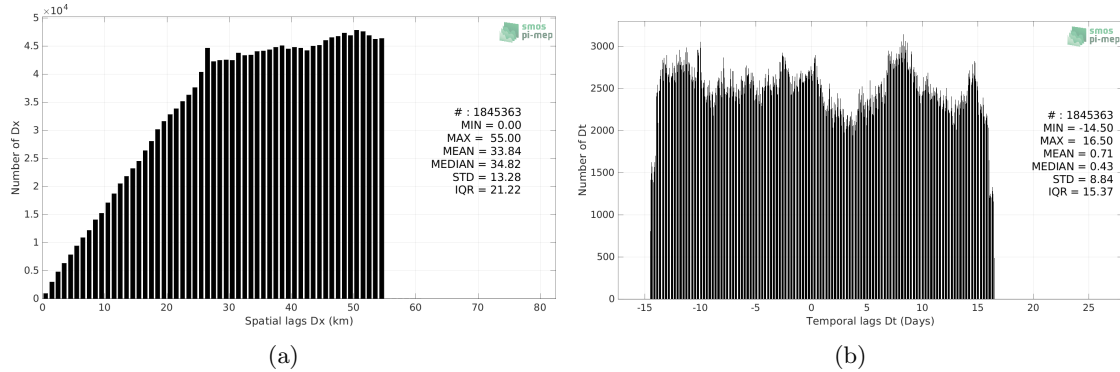 ×10⁴
5
4.5
4
3.5
3
2.5
2
1.5
1
0.5
0
Number of Dx
0 10 20 30 40 50 60 70 80
Spatial lags Dx (km)
smos
pi-mep
# : 1845363
MIN = 0.00
MAX = 55.00
MEAN = 33.84
MEDIAN = 34.82
STD = 13.28
IQR = 21.22
(a)
3000
2500
2000
1500
1000
500
0
Number of Dt
-15 -10 -5 0 5 10 15 20 25
Temporal lags Dt (Days)
smos
pi-mep
# : 1845363
MIN = -14.50
MAX = 16.50
MEAN = 0.71
MEDIAN = 0.43
STD = 8.84
IQR = 15.37
(b)